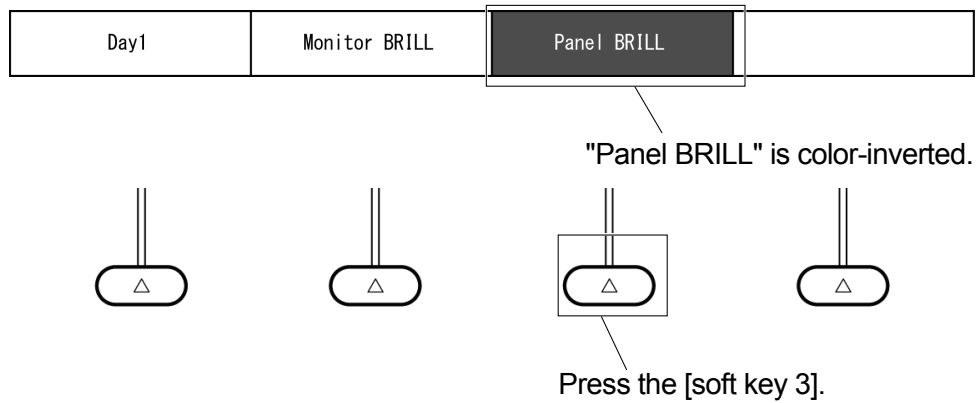 Day1
Monitor BRILL
Panel BRILL
"Panel BRILL" is color-inverted.
Press the [soft key 3].